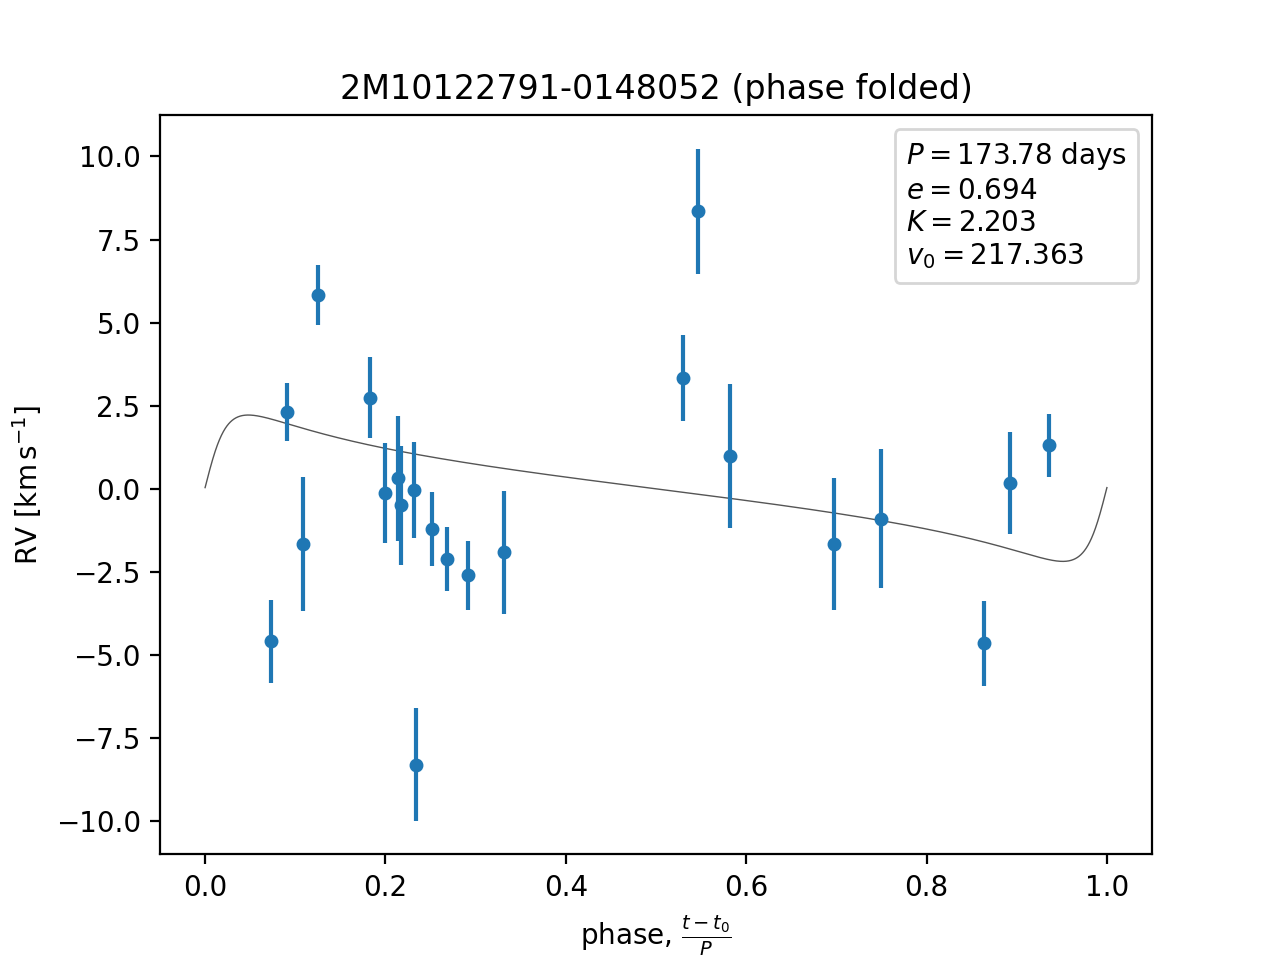 2M10122791-0148052 (phase folded)
P = 173.78 days
e = 0.694
K = 2.203
v₀ = 217.363
RV [km s⁻¹]
10.0
7.5
5.0
2.5
0.0
−2.5
−5.0
−7.5
−10.0
0.0 0.2 0.4 0.6 0.8 1.0
phase, (t − t₀)/P